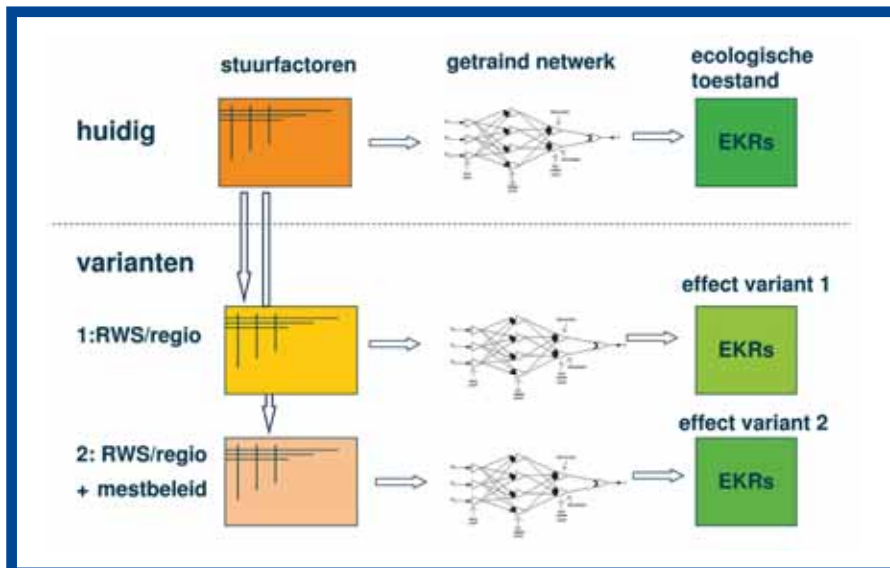 stuurfactoren
getraind netwerk
ecologische
toestand
huidig
EKRs
varianten
effect variant 1
1:RWS/regio
EKRs
effect variant 2
2: RWS/regio
+ mestbeleid
EKRs